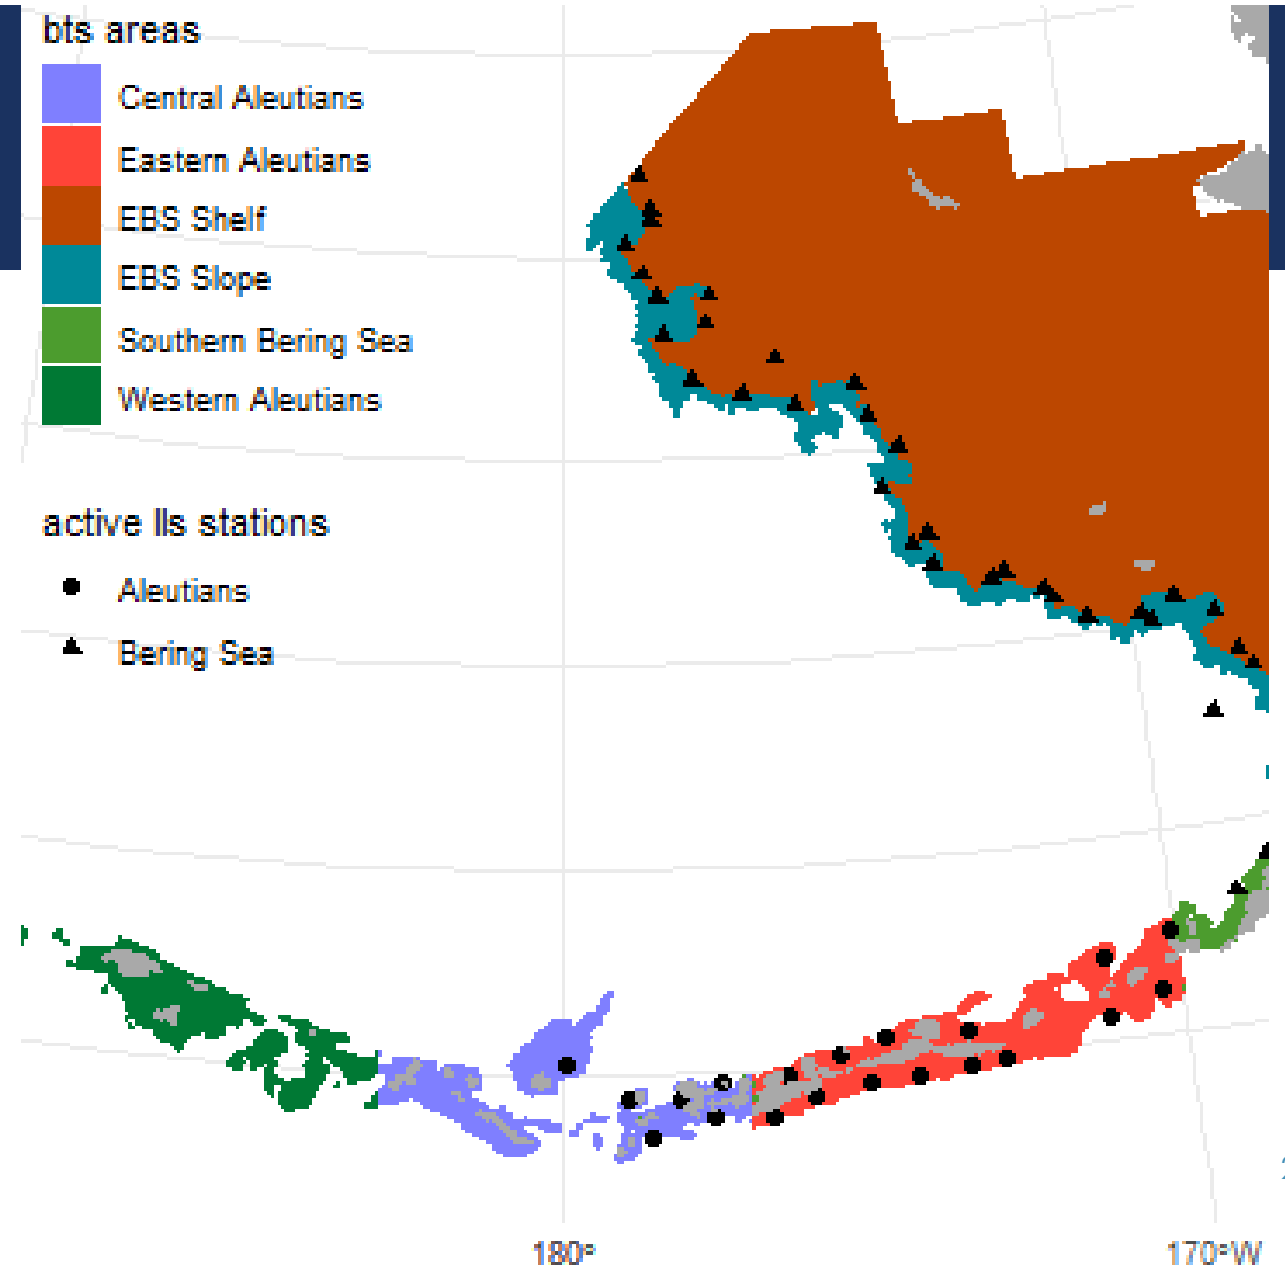 bts areas
Central Aleutians
Eastern Aleutians
EBS Shelf
EBS Slope
Southern Bering Sea
Western Aleutians
active lls stations
Aleutians
Bering Sea
180°
170°W